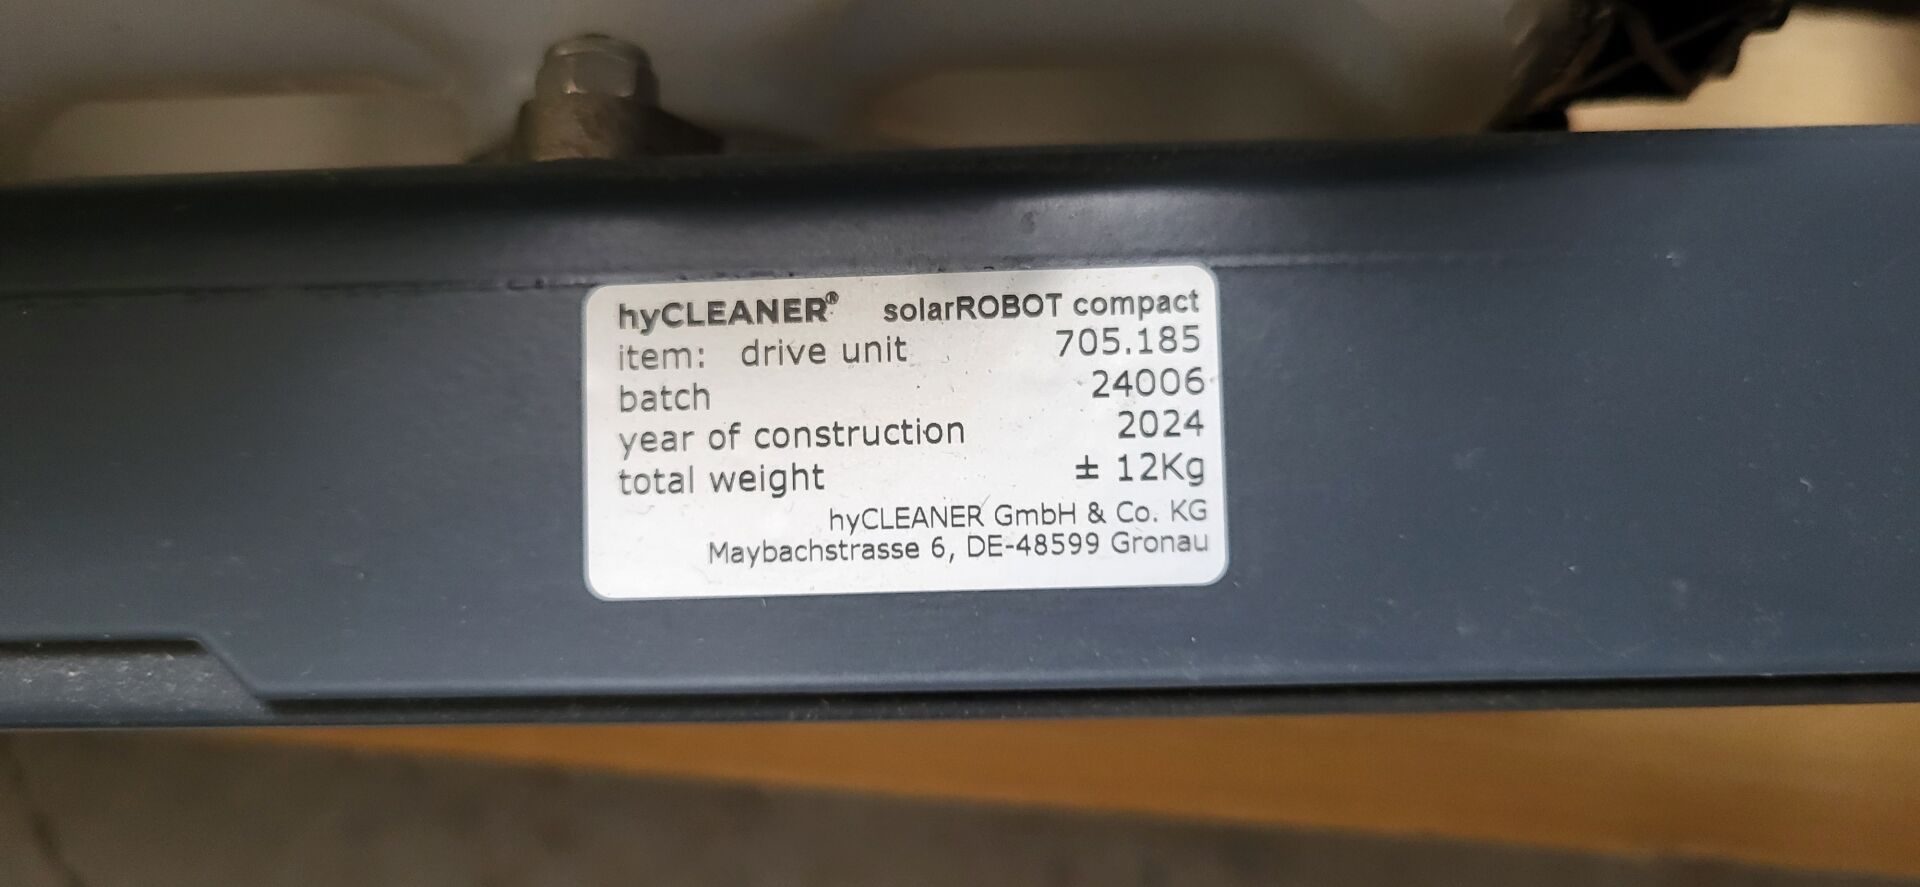 hyCLEANER® solarROBOT compact
item: drive unit 705.185
batch 24006
year of construction 2024
total weight ± 12Kg
hyCLEANER GmbH & Co. KG
Maybachstrasse 6, DE-48599 Gronau